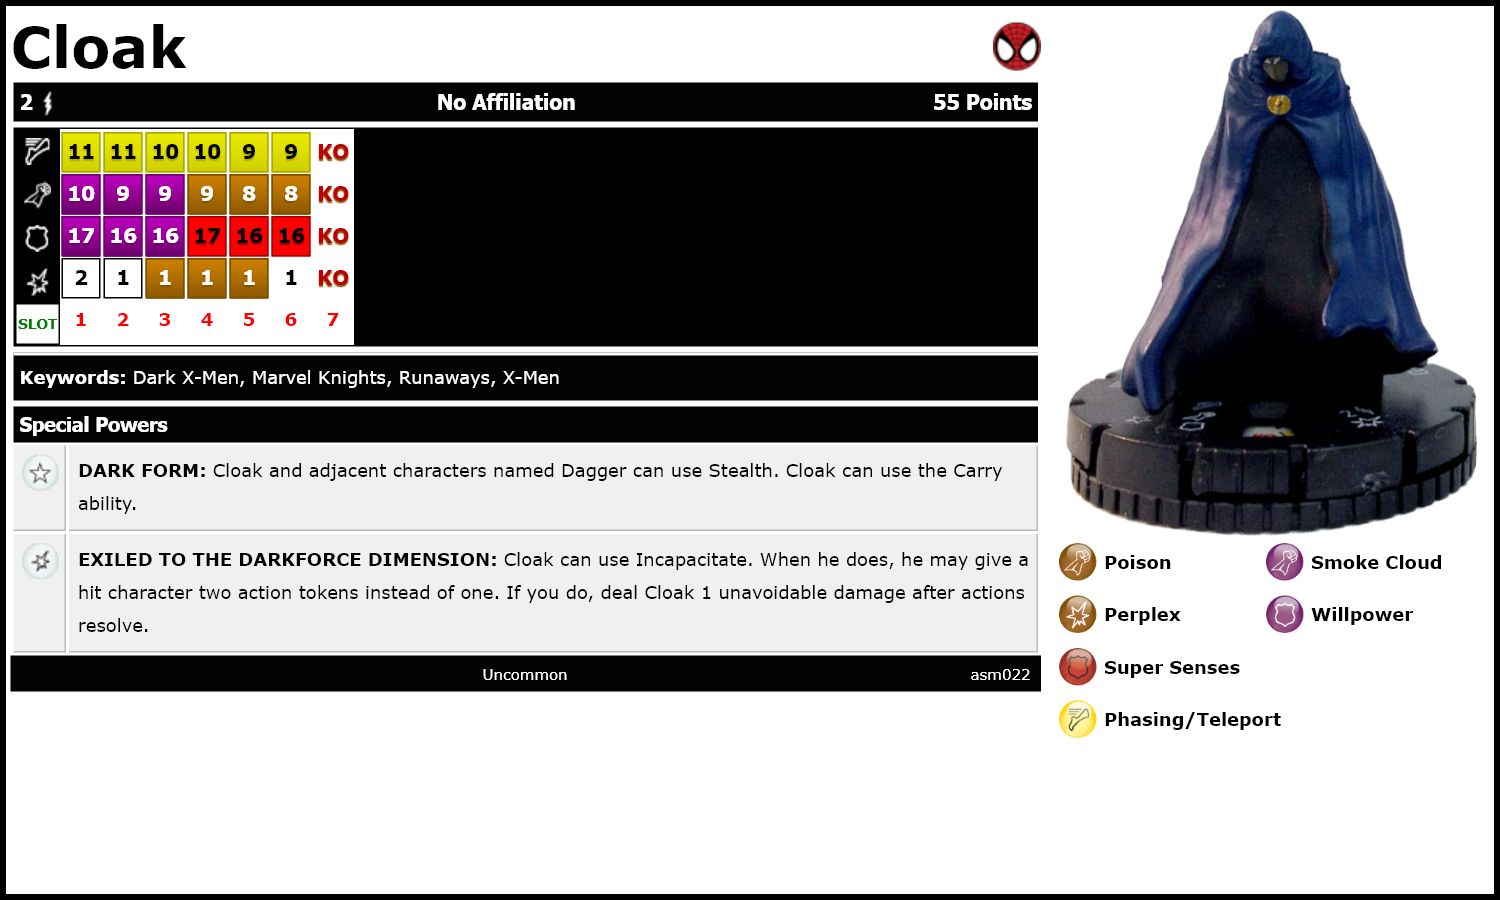 Cloak
2 No Affiliation 55 Points
11 11 10 10 9 9 KO
10 9 9 9 8 8 KO
17 16 16 17 16 16 KO
2 1 1 1 1 1 KO
SLOT 1 2 3 4 5 6 7
Keywords: Dark X-Men, Marvel Knights, Runaways, X-Men
Special Powers
DARK FORM: Cloak and adjacent characters named Dagger can use Stealth. Cloak can use the Carry
ability.
EXILED TO THE DARKFORCE DIMENSION: Cloak can use Incapacitate. When he does, he may give a
hit character two action tokens instead of one. If you do, deal Cloak 1 unavoidable damage after actions
resolve.
Uncommon asm022
Poison Smoke Cloud
Perplex Willpower
Super Senses
Phasing/Teleport